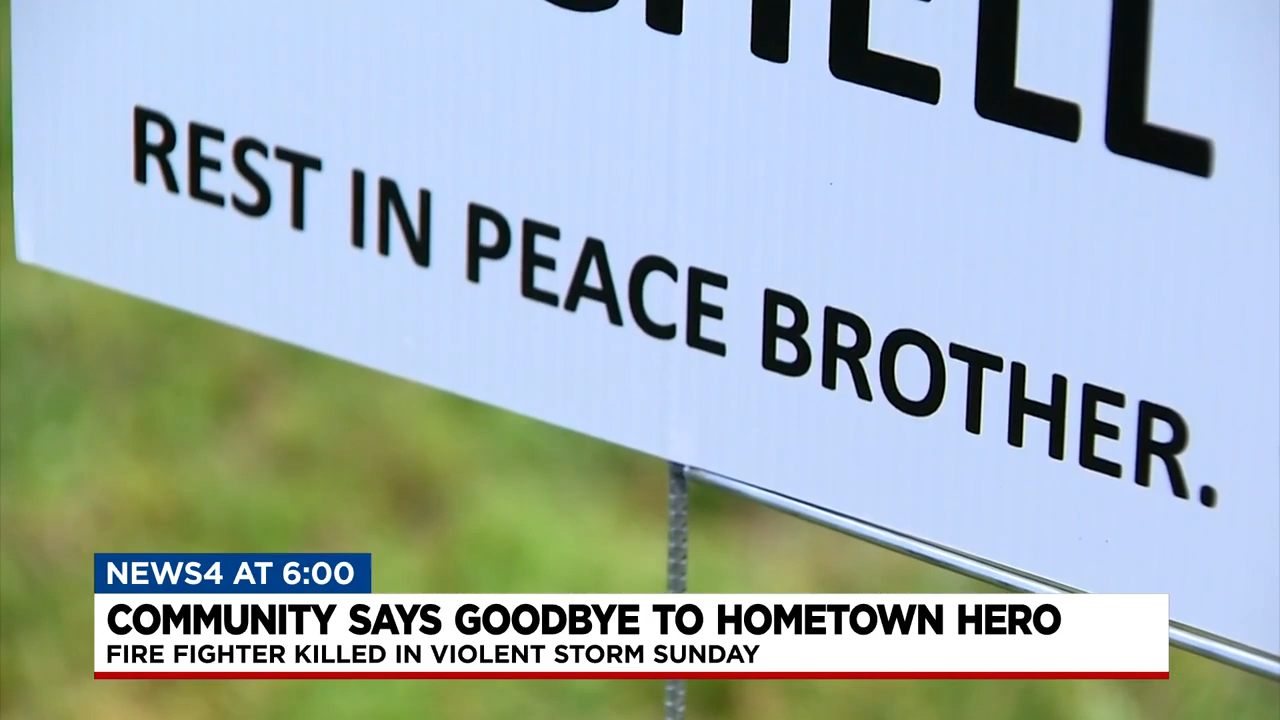 REST IN PEACE BROTHER.
NEWS4 AT 6:00
COMMUNITY SAYS GOODBYE TO HOMETOWN HERO
FIRE FIGHTER KILLED IN VIOLENT STORM SUNDAY